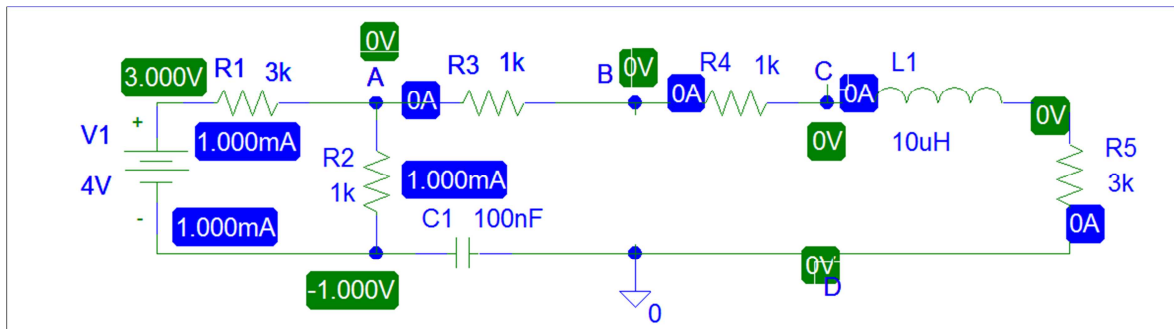 0V
3.000V
R1
3k
A
R3
1k
B
0V
R4
1k
C
L1
0A
0A
0A
0V
+
V1
1.000mA
0V
10uH
R5
3k
4V
R2
1k
1.000mA
-
1.000mA
C1
100nF
0A
-1.000V
0V
D
0